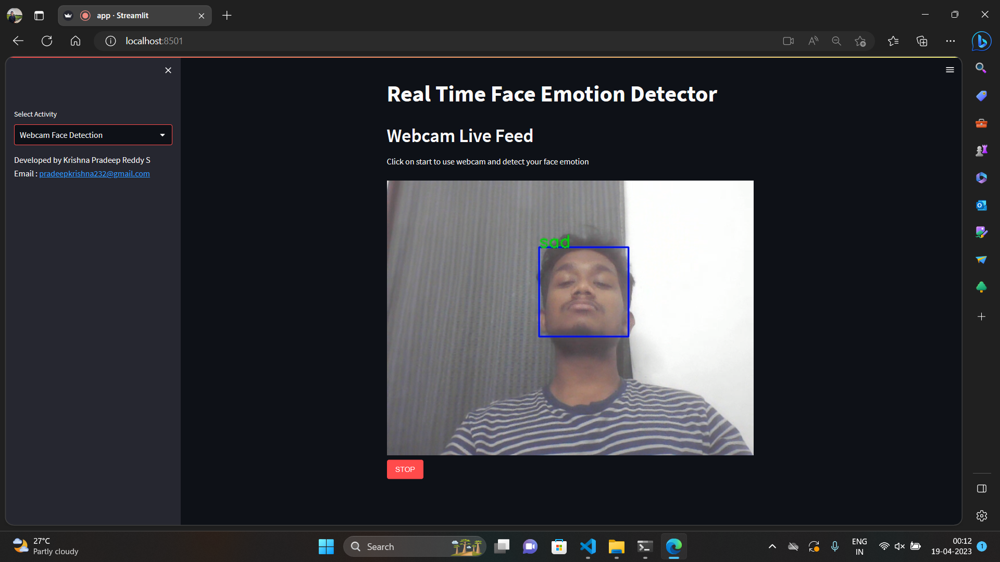 app · Streamlit
localhost:8501
Select Activity
Webcam Face Detection
Developed by Krishna Pradeep Reddy S
Email : pradeepkrishna232@gmail.com
Real Time Face Emotion Detector
Webcam Live Feed
Click on start to use webcam and detect your face emotion
sad
STOP
27°C
Partly cloudy
Search
ENG
IN
00:12
19-04-2023
1